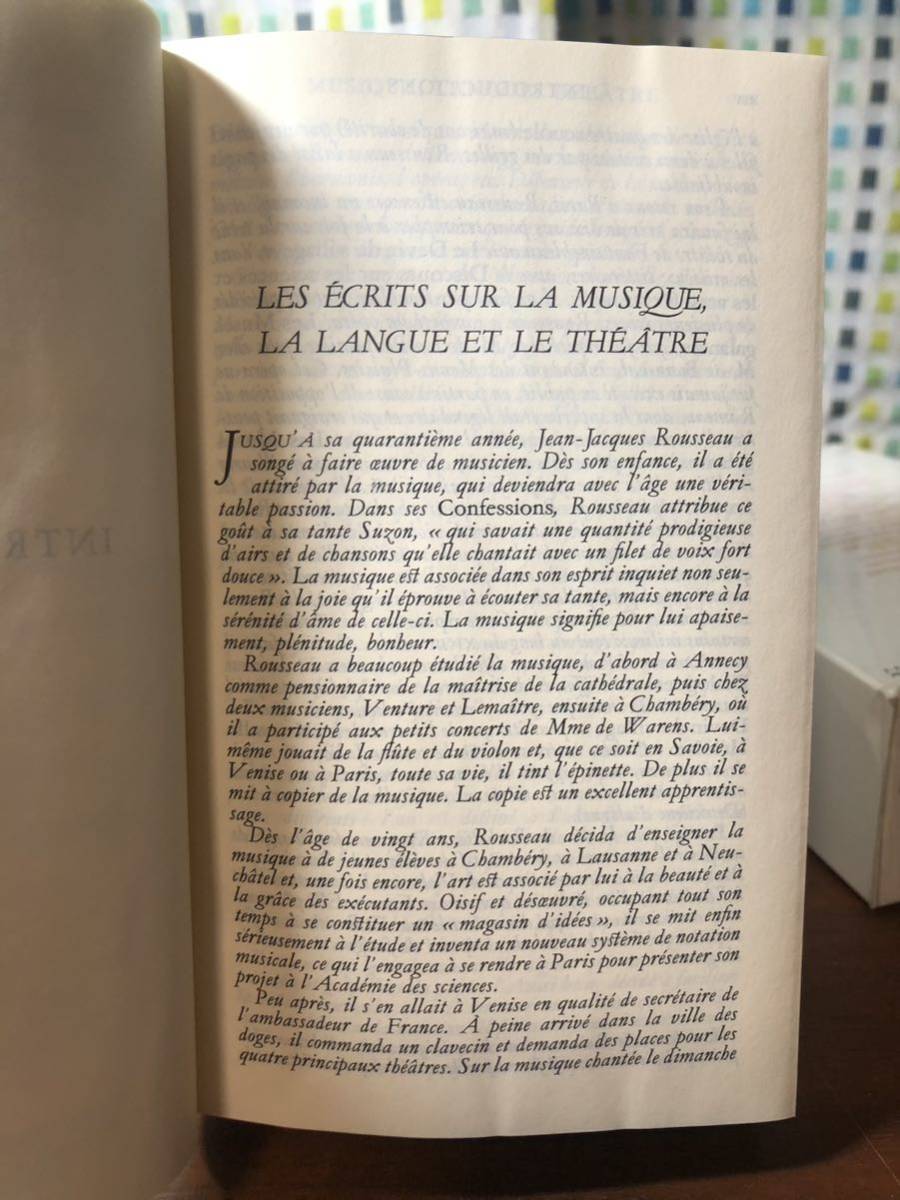 LES ÉCRITS SUR LA MUSIQUE,
LA LANGUE ET LE THÉÂTRE
JUSQU'À sa quarantième année, Jean-Jacques Rousseau a
songé à faire œuvre de musicien. Dès son enfance, il a été
attiré par la musique, qui deviendra avec l'âge une véri-
table passion. Dans ses Confessions, Rousseau attribue ce
goût à sa tante Suzon, « qui savait une quantité prodigieuse
d'airs et de chansons qu'elle chantait avec un filet de voix fort
douce ». La musique est associée dans son esprit inquiet non seu-
lement à la joie qu'il éprouve à écouter sa tante, mais encore à la
sérénité d'âme de celle-ci. La musique signifie pour lui apaise-
ment, plénitude, bonheur.
Rousseau a beaucoup étudié la musique, d'abord à Annecy
comme pensionnaire de la maîtrise de la cathédrale, puis chez
deux musiciens, Venture et Lemaître, ensuite à Chambéry, où
il a participé aux petits concerts de Mme de Warens. Lui-
même jouait de la flûte et du violon et, que ce soit en Savoie, à
Venise ou à Paris, toute sa vie, il tint l'épinette. De plus il se
mit à copier de la musique. La copie est un excellent apprentis-
sage.
Dès l'âge de vingt ans, Rousseau décida d'enseigner la
musique à de jeunes élèves à Chambéry, à Lausanne et à Neu-
châtel et, une fois encore, l'art est associé par lui à la beauté et à
la grâce des exécutants. Oisif et désœuvré, occupant tout son
temps à se constituer un « magasin d'idées », il se mit enfin
sérieusement à l'étude et inventa un nouveau système de notation
musicale, ce qui l'engagea à se rendre à Paris pour présenter son
projet à l'Académie des sciences.
Peu après, il s'en allait à Venise en qualité de secrétaire de
l'ambassadeur de France. À peine arrivé dans la ville des
doges, il commanda un clavecin et demanda des places pour les
quatre principaux théâtres. Sur la musique chantée le dimanche